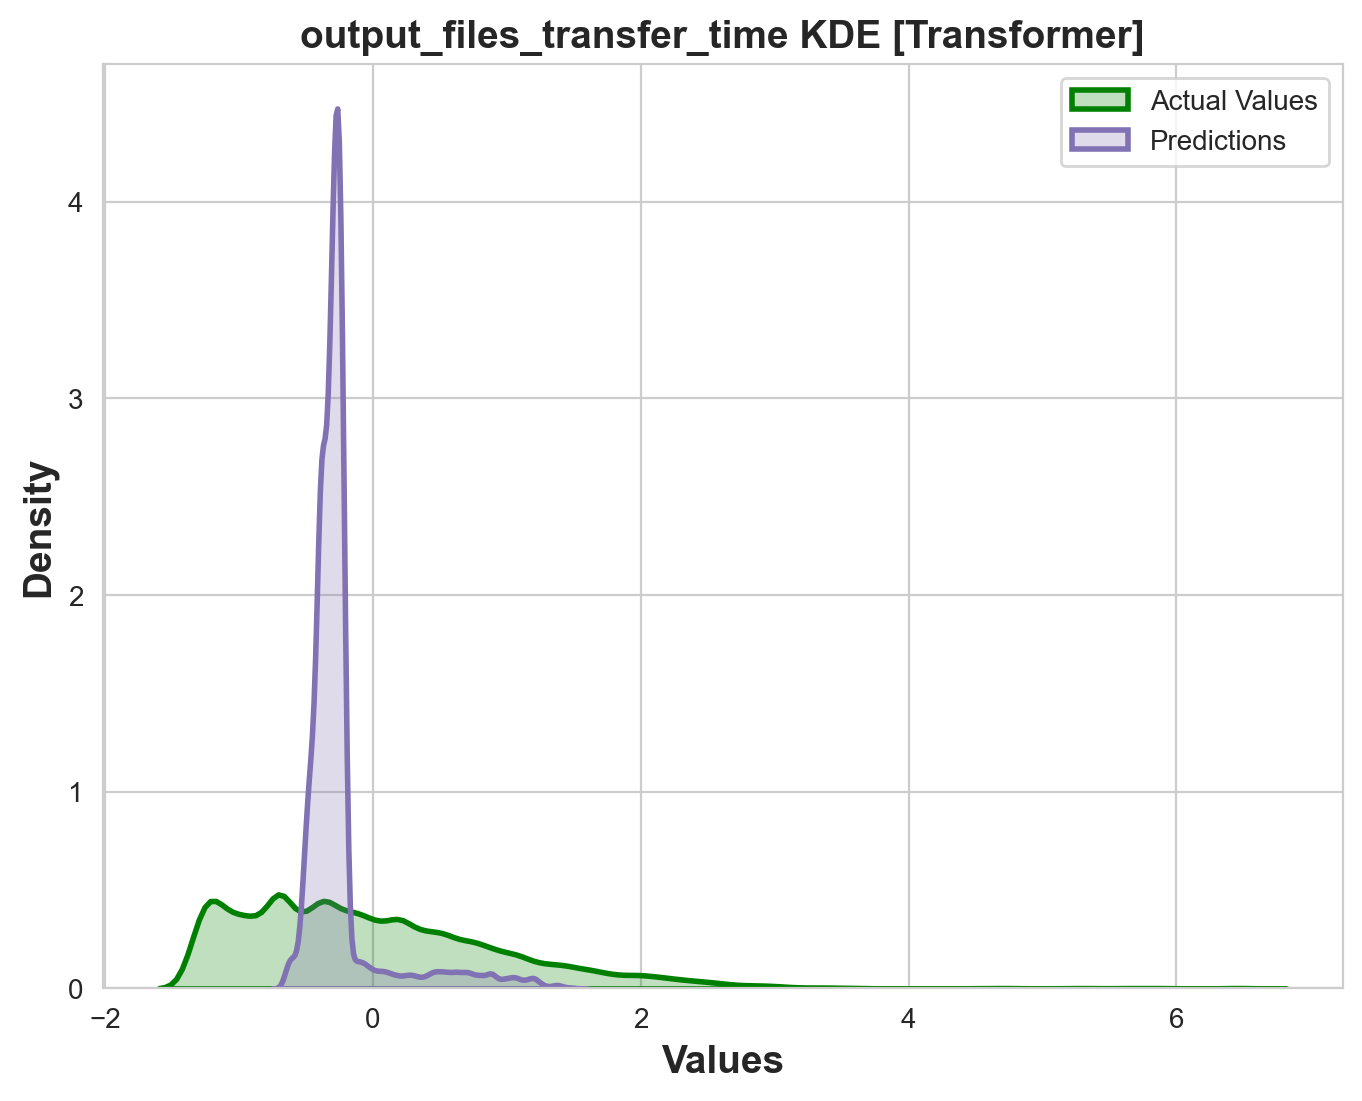 output_files_transfer_time KDE [Transformer]
Actual Values
Predictions
Density
4
3
2
1
0
−2
0
2
4
6
Values